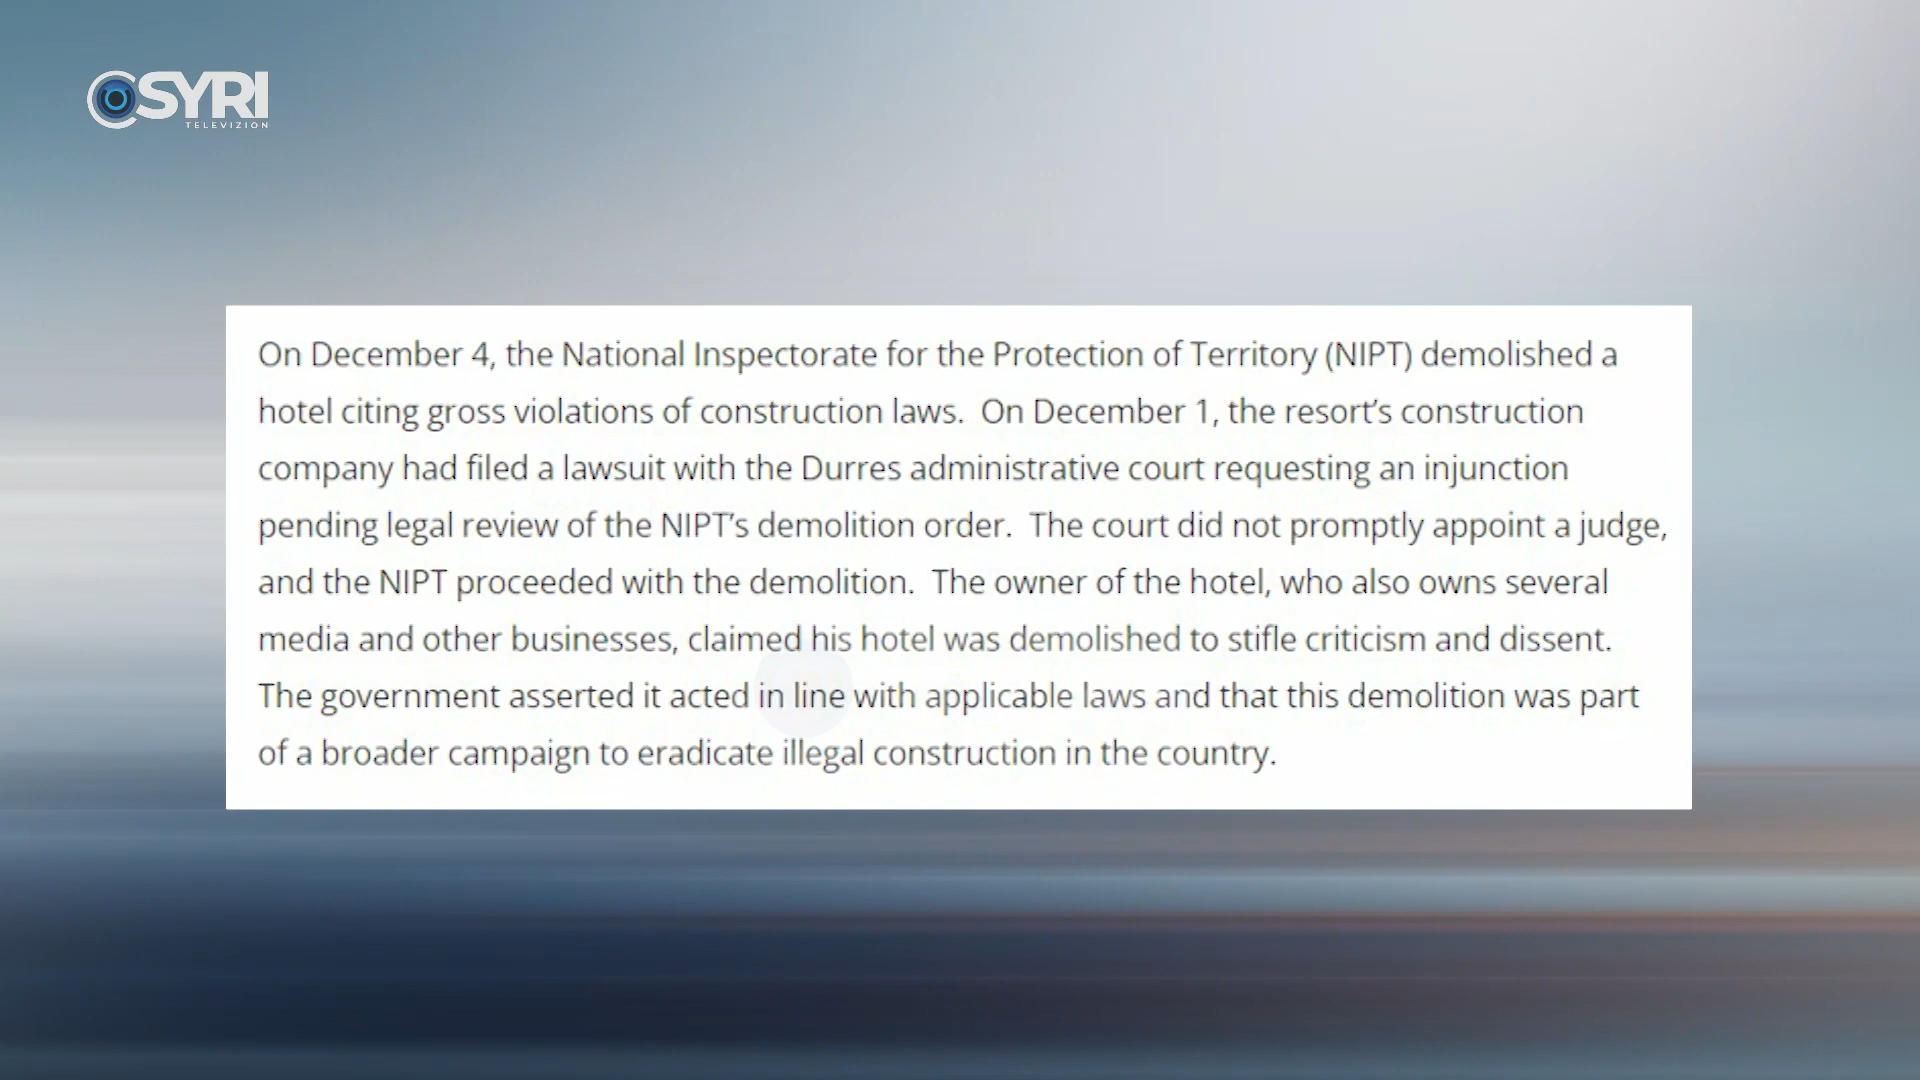 SYRI
TELEVIZION
On December 4, the National Inspectorate for the Protection of Territory (NIPT) demolished a
hotel citing gross violations of construction laws.  On December 1, the resort’s construction
company had filed a lawsuit with the Durres administrative court requesting an injunction
pending legal review of the NIPT’s demolition order.  The court did not promptly appoint a judge,
and the NIPT proceeded with the demolition.  The owner of the hotel, who also owns several
media and other businesses, claimed his hotel was demolished to stifle criticism and dissent.
The government asserted it acted in line with applicable laws and that this demolition was part
of a broader campaign to eradicate illegal construction in the country.